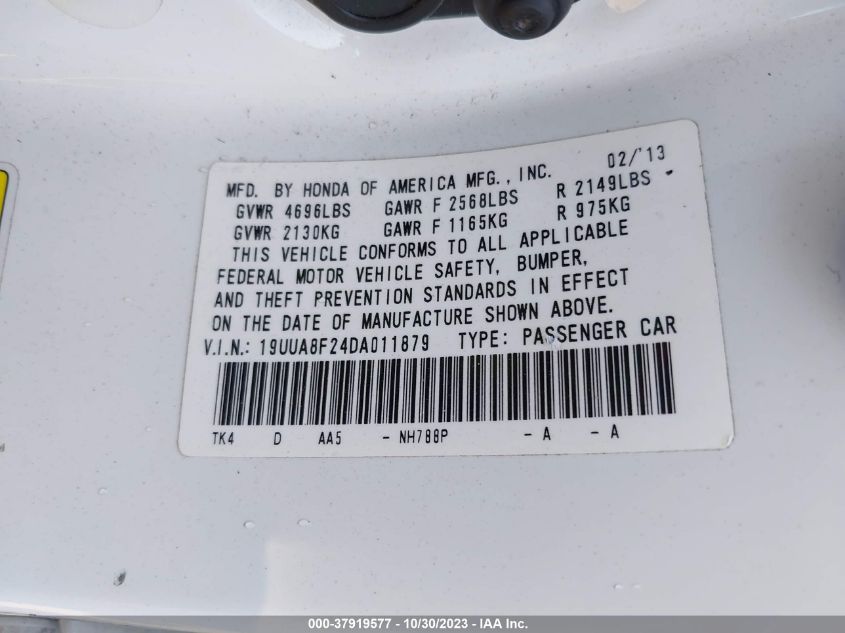 MFD. BY HONDA OF AMERICA MFG., INC. 02/'13
GVWR 4696LBS GAWR F 2568LBS R 2149LBS
GVWR 2130KG GAWR F 1165KG R 975KG
THIS VEHICLE CONFORMS TO ALL APPLICABLE
FEDERAL MOTOR VEHICLE SAFETY, BUMPER,
AND THEFT PREVENTION STANDARDS IN EFFECT
ON THE DATE OF MANUFACTURE SHOWN ABOVE.
V.I.N.: 19UUA8F24DA011879 TYPE: PASSENGER CAR
TK4 D AA5 - NH788P - A - A
000-37919577 - 10/30/2023 - IAA Inc.